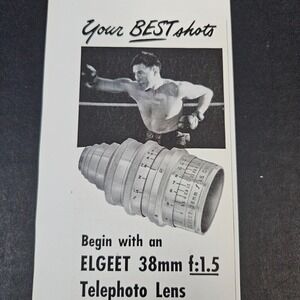 Your BEST shots
Begin with an
ELGEET 38mm f:1.5
Telephoto Lens